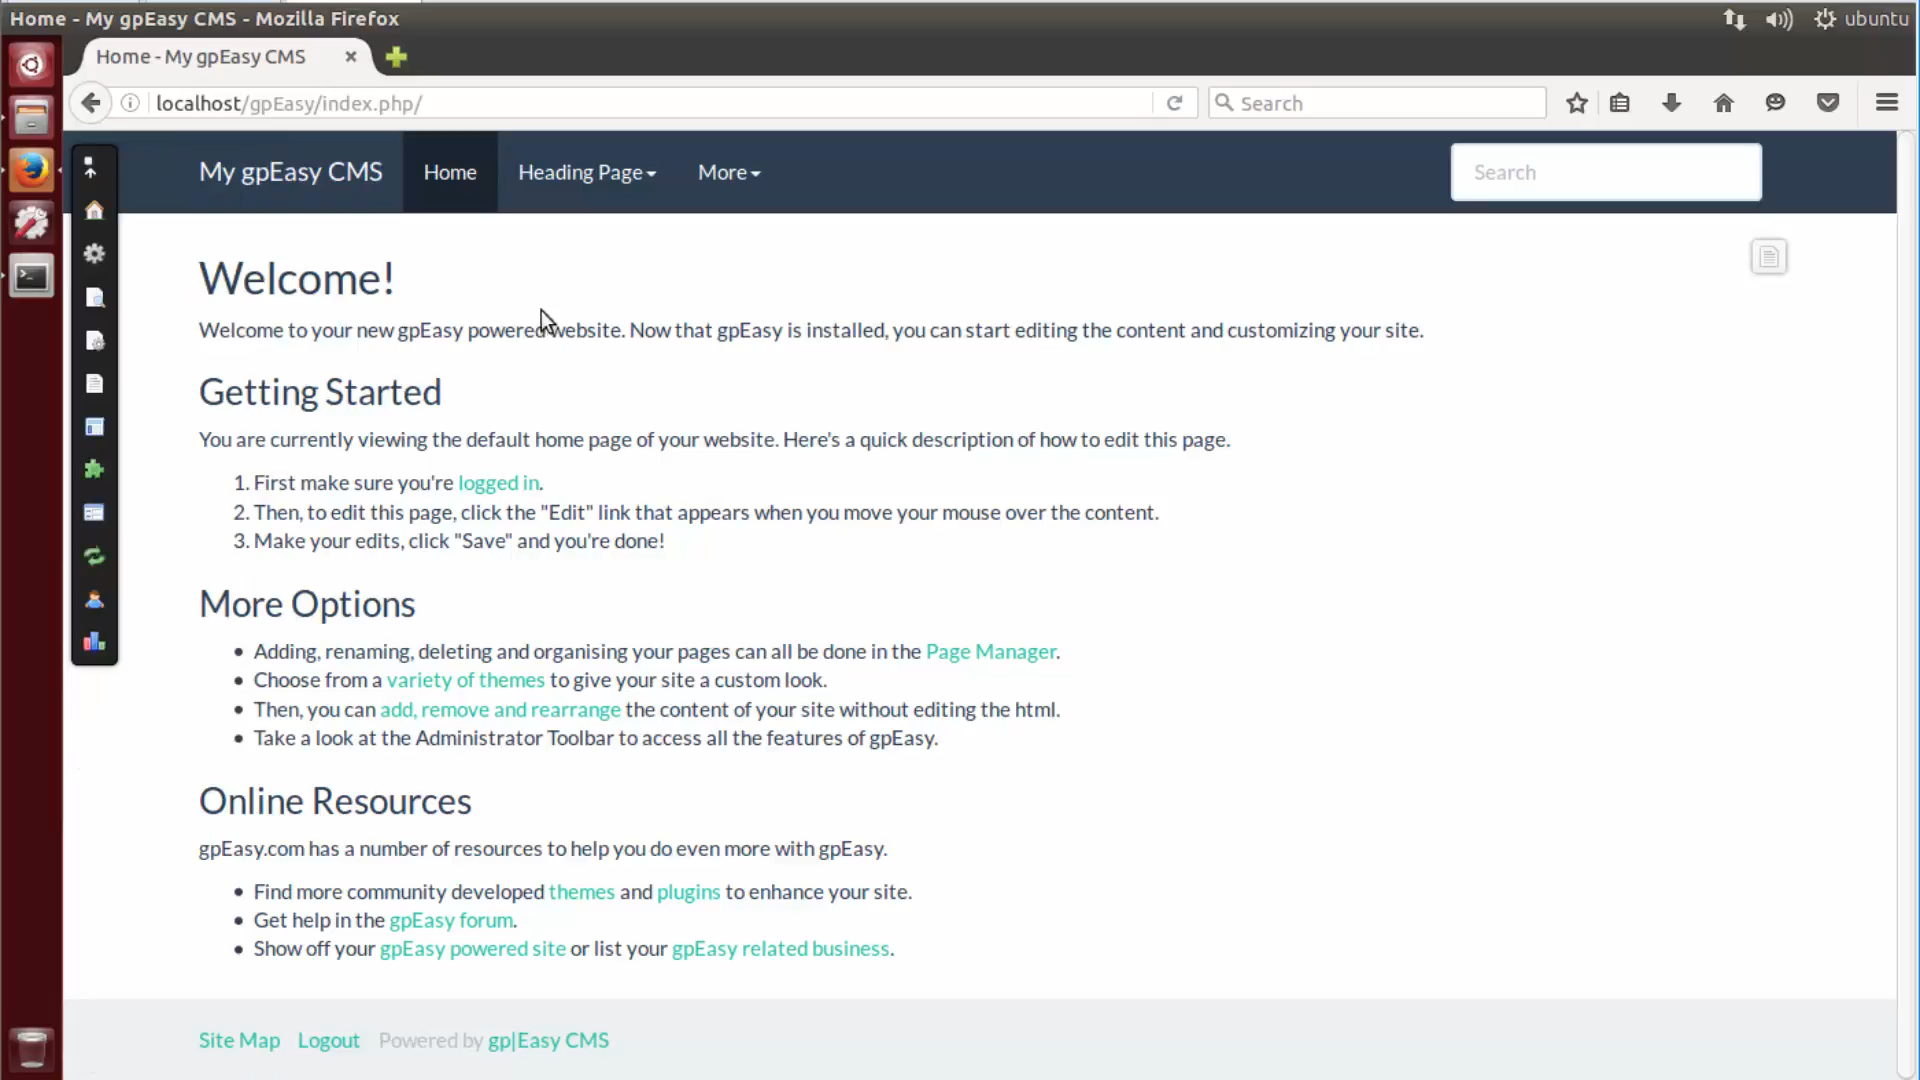 Home - My gpEasy CMS - Mozilla Firefox
ubuntu
Home - My gpEasy CMS
localhost/gpEasy/index.php/
Search
My gpEasy CMS
Home
Heading Page
More
Search
Welcome!
Welcome to your new gpEasy powered website. Now that gpEasy is installed, you can start editing the content and customizing your site.
Getting Started
You are currently viewing the default home page of your website. Here's a quick description of how to edit this page.
1. First make sure you're logged in.
2. Then, to edit this page, click the "Edit" link that appears when you move your mouse over the content.
3. Make your edits, click "Save" and you're done!
More Options
• Adding, renaming, deleting and organising your pages can all be done in the Page Manager.
• Choose from a variety of themes to give your site a custom look.
• Then, you can add, remove and rearrange the content of your site without editing the html.
• Take a look at the Administrator Toolbar to access all the features of gpEasy.
Online Resources
gpEasy.com has a number of resources to help you do even more with gpEasy.
• Find more community developed themes and plugins to enhance your site.
• Get help in the gpEasy forum.
• Show off your gpEasy powered site or list your gpEasy related business.
Site Map Logout Powered by gp|Easy CMS